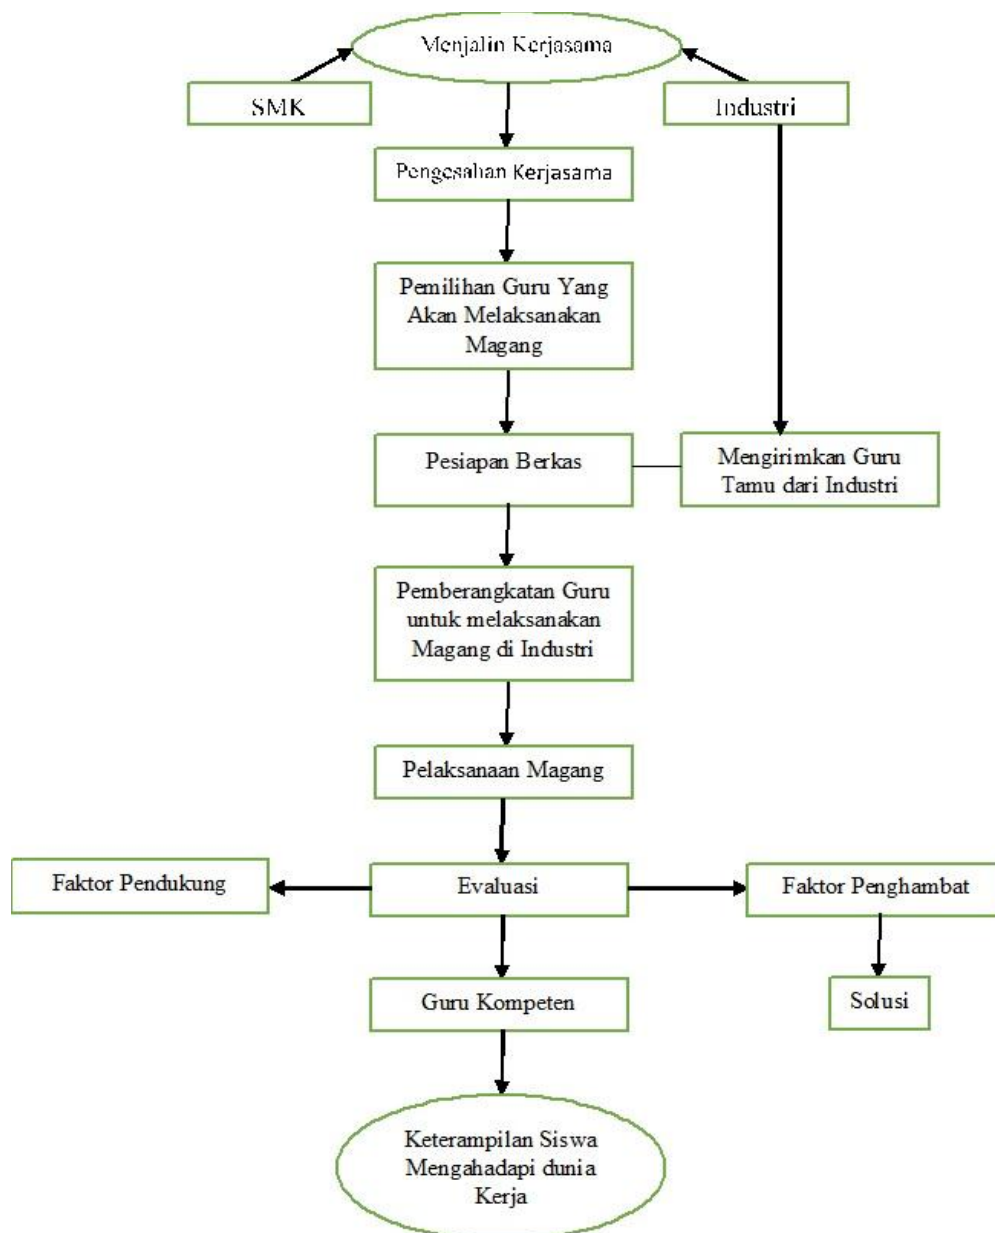 Menjalin Kerjasama
SMK
Industri
Pengesahan Kerjasama
Pemilihan Guru Yang
Akan Melaksanakan
Magang
Pesiapan Berkas
Mengirimkan Guru
Tamu dari Industri
Pemberangkatan Guru
untuk melaksanakan
Magang di Industri
Pelaksanaan Magang
Faktor Pendukung
Evaluasi
Faktor Penghambat
Guru Kompeten
Solusi
Keterampilan Siswa
Mengahadapi dunia
Kerja